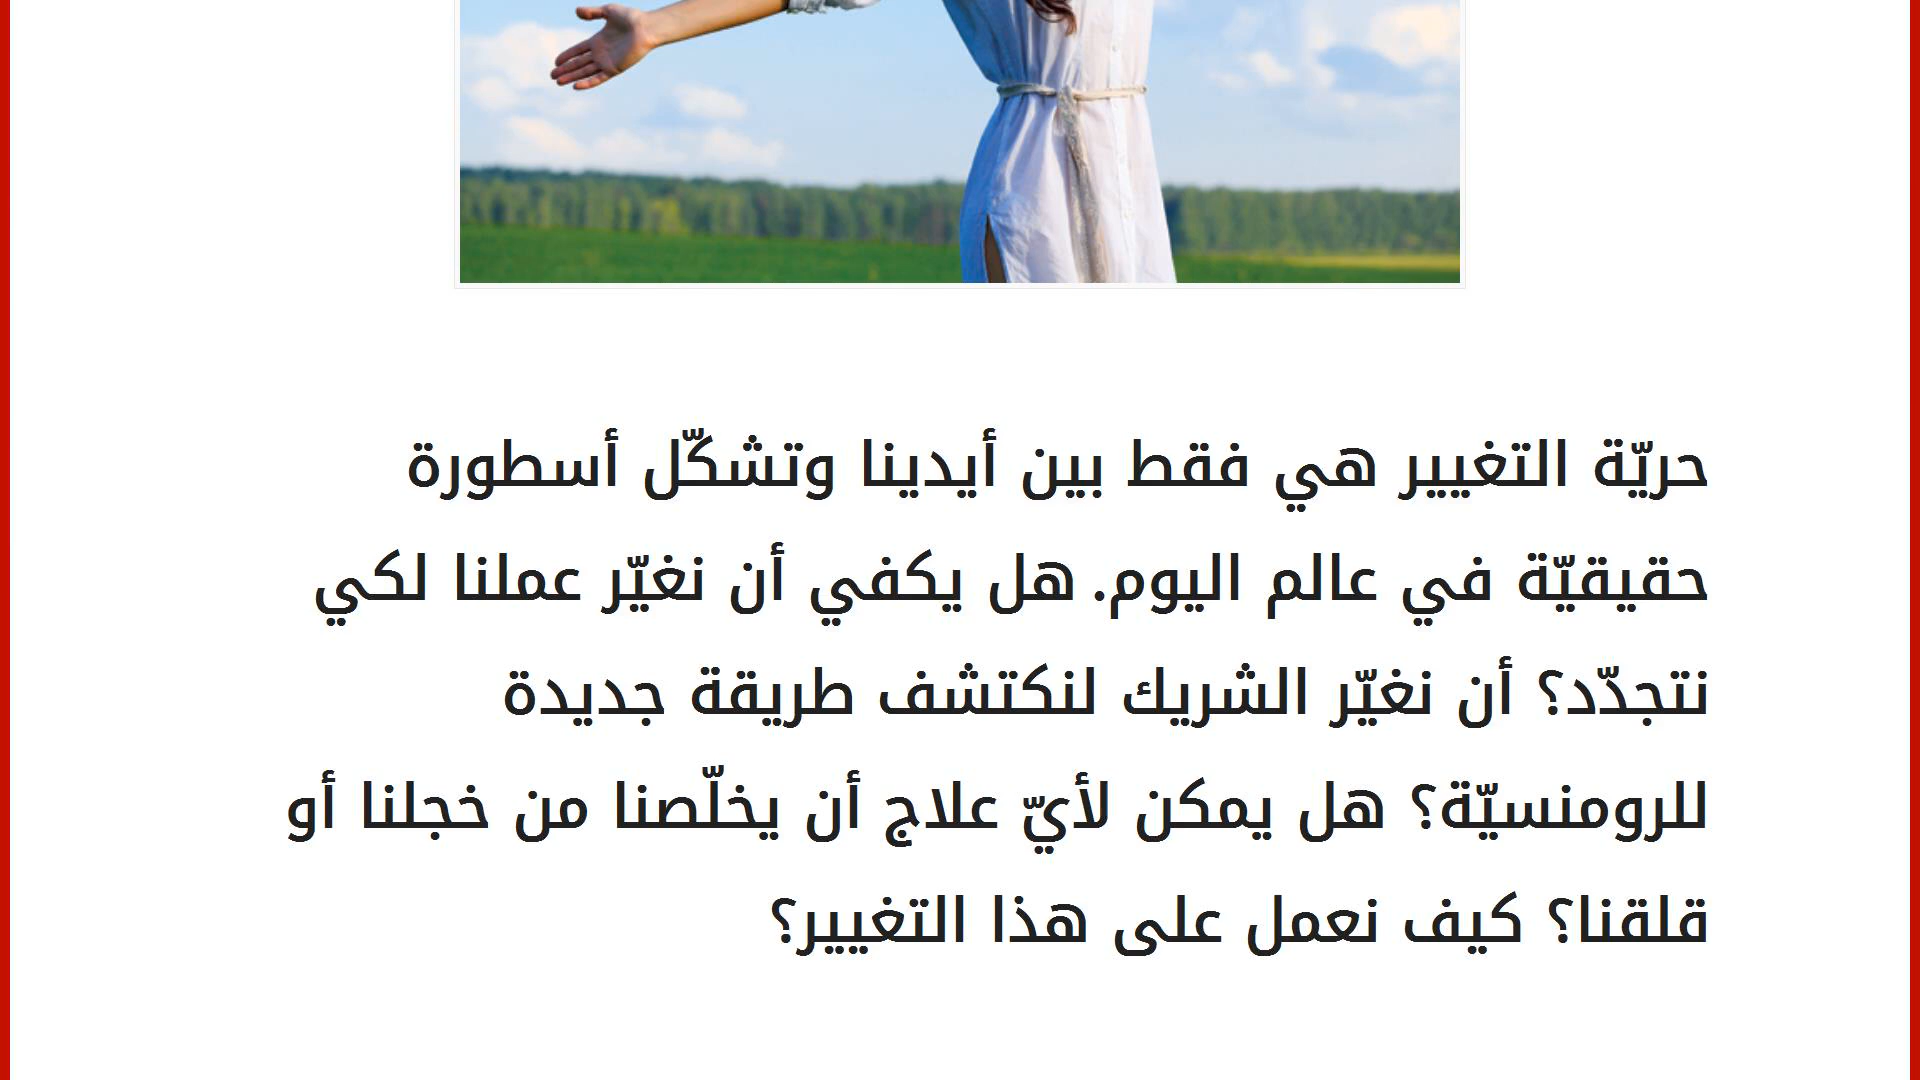 حريّة التغيير هي فقط بين أيدينا وتشكّل أسطورة
حقيقيّة في عالم اليوم. هل يكفي أن نغيّر عملنا لكي
نتجدّد؟ أن نغيّر الشريك لنكتشف طريقة جديدة
للرومنسيّة؟ هل يمكن لأيّ علاج أن يخلّصنا من خجلنا أو
قلقنا؟ كيف نعمل على هذا التغيير؟